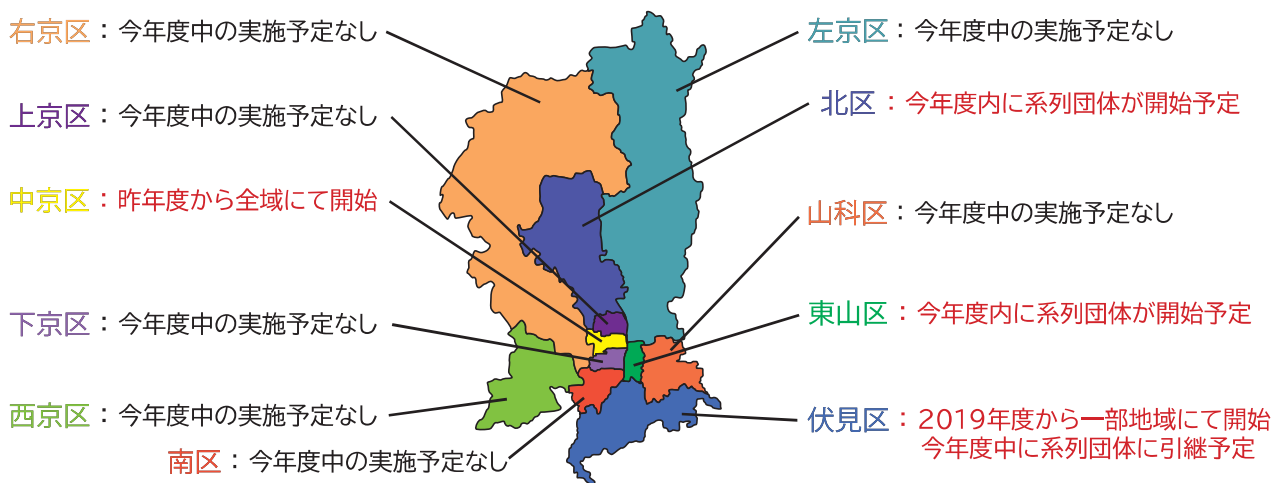 右京区：今年度中の実施予定なし
上京区：今年度中の実施予定なし
中京区：昨年度から全域にて開始
下京区：今年度中の実施予定なし
西京区：今年度中の実施予定なし
南区：今年度中の実施予定なし
左京区：今年度中の実施予定なし
北区：今年度内に系列団体が開始予定
山科区：今年度中の実施予定なし
東山区：今年度内に系列団体が開始予定
伏見区：2019年度から一部地域にて開始
今年度中に系列団体に引継予定